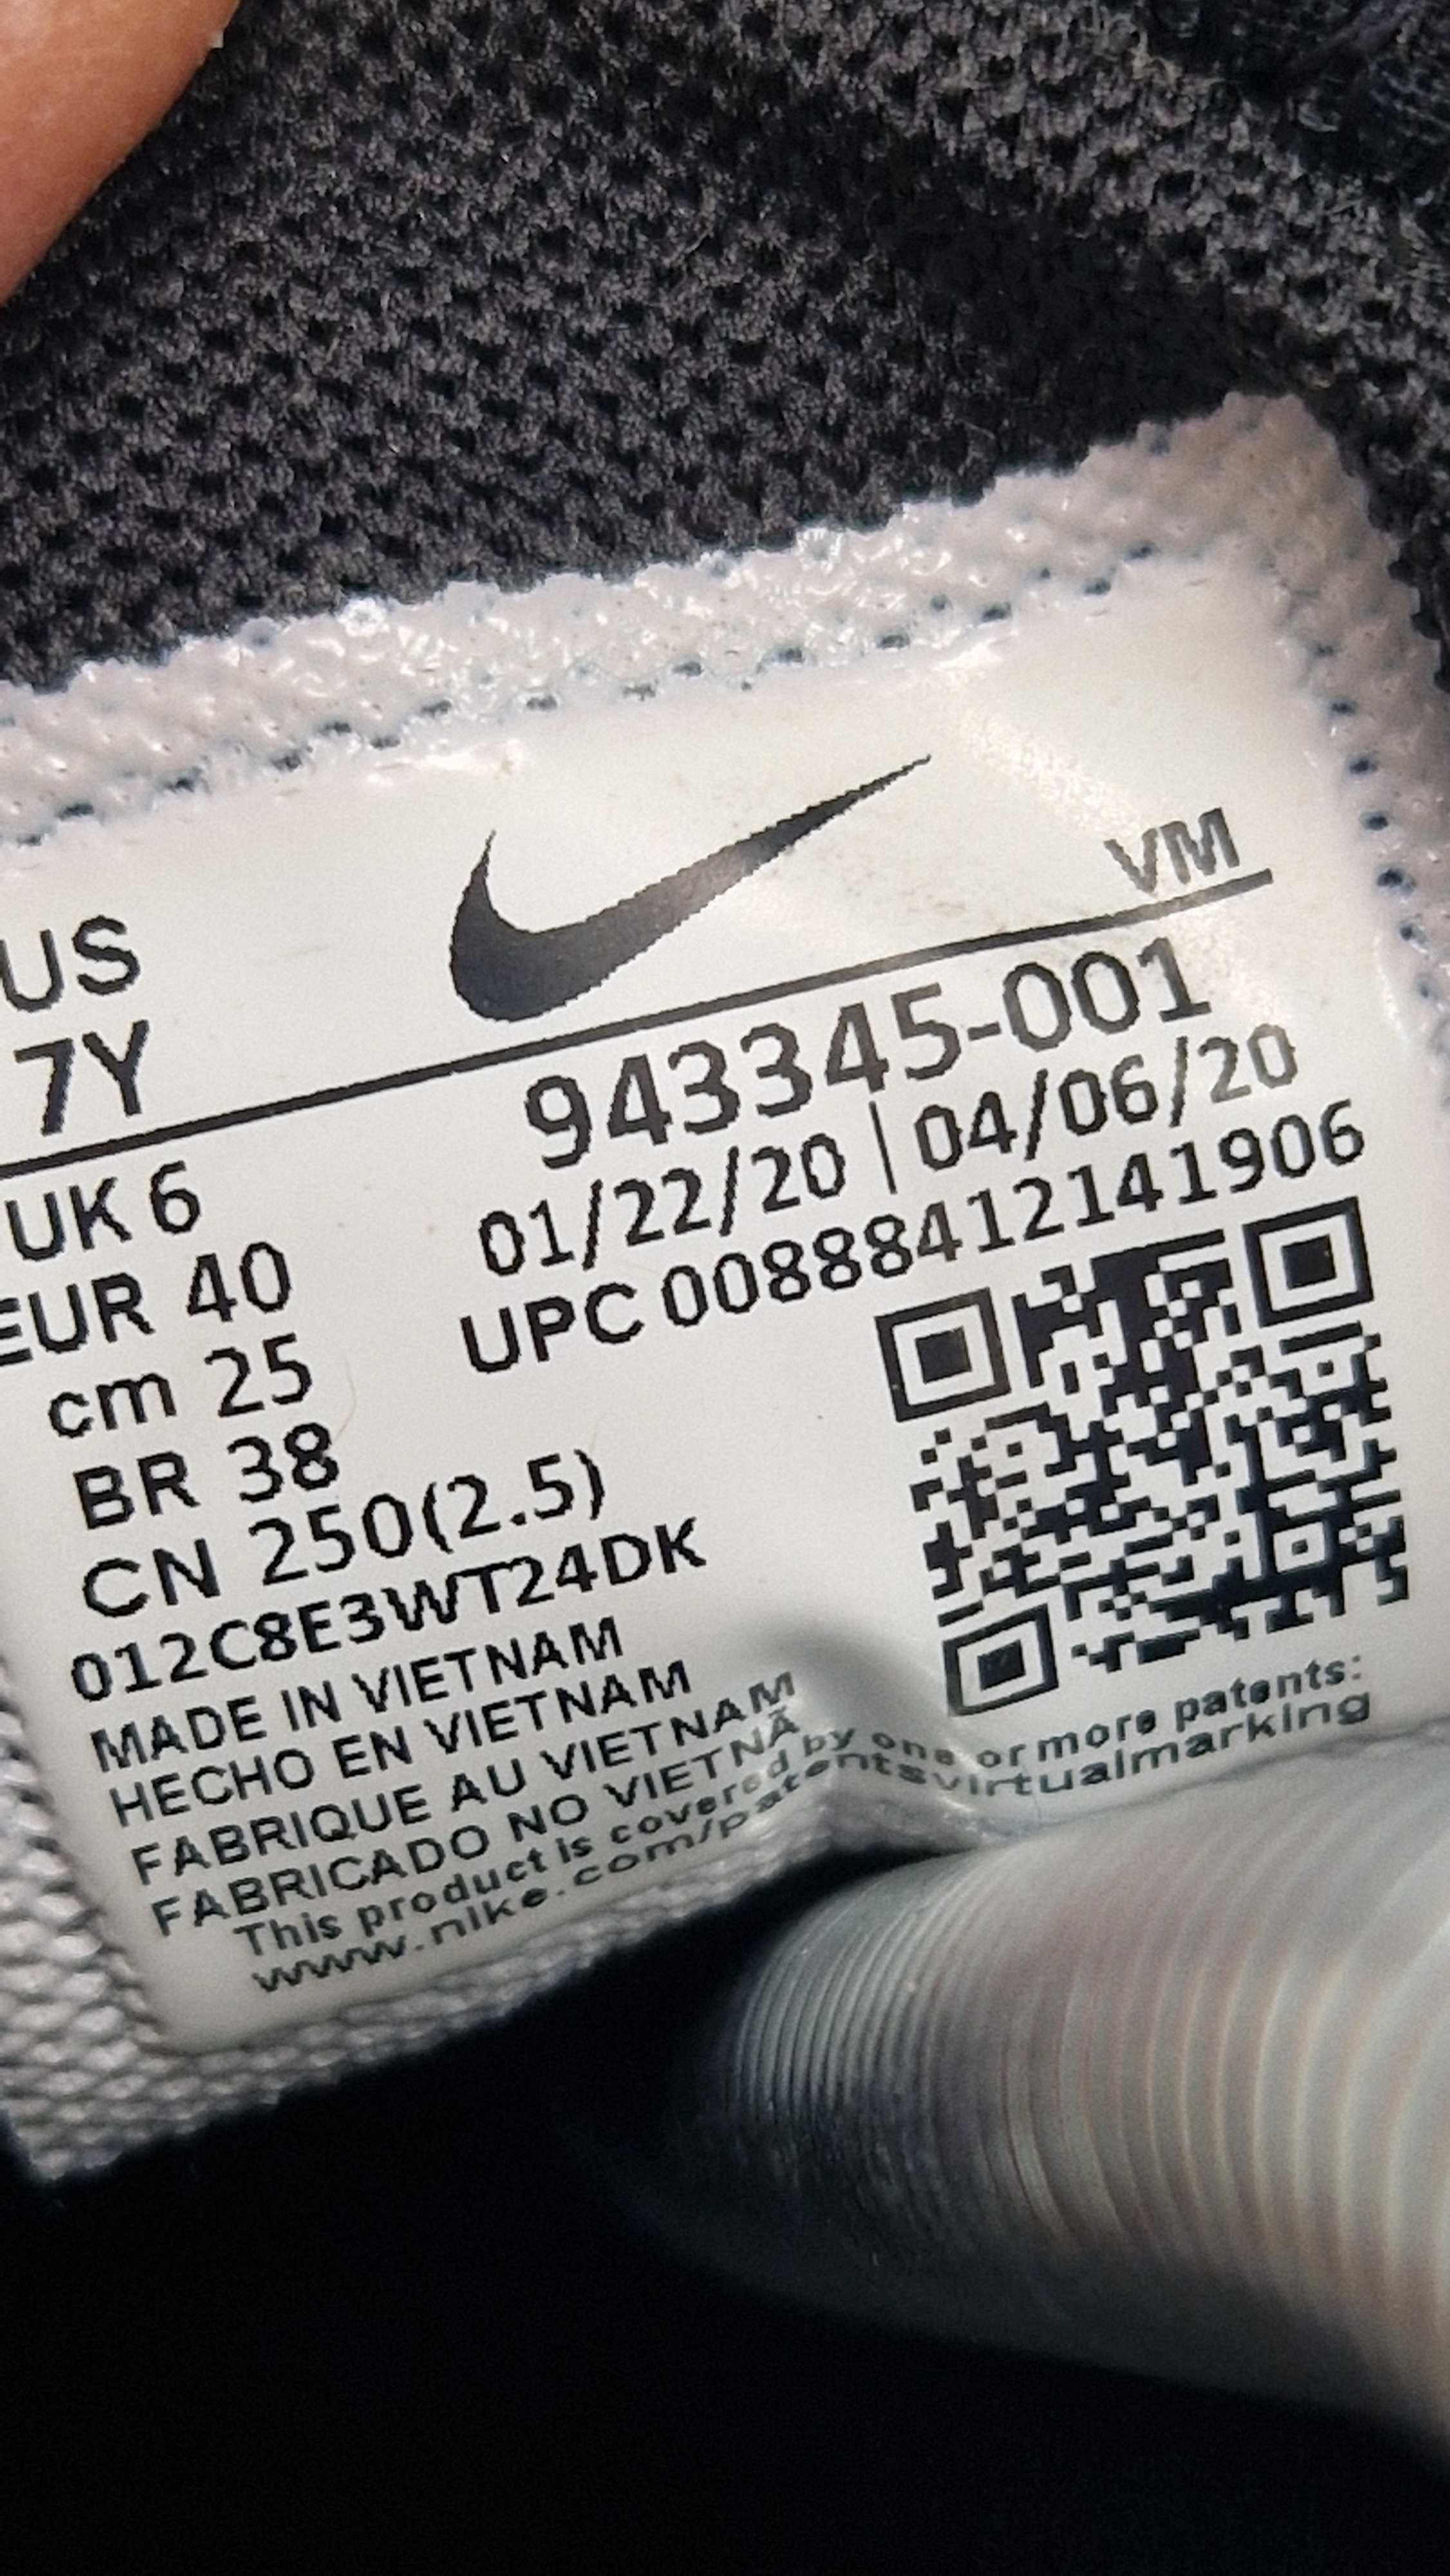 VM
US
7Y
943345-001
01/22/20 | 04/06/20
UPC 00888412141906
UK 6
EUR 40
cm 25
BR 38
CN 250(2.5)
012C8E3WT24DK
MADE IN VIETNAM
HECHO EN VIETNAM
FABRIQUE AU VIETNAM
FABRICADO NO VIETNÃ
This product is covered by one or more patents:
www.nike.com/patentsvirtualmarking